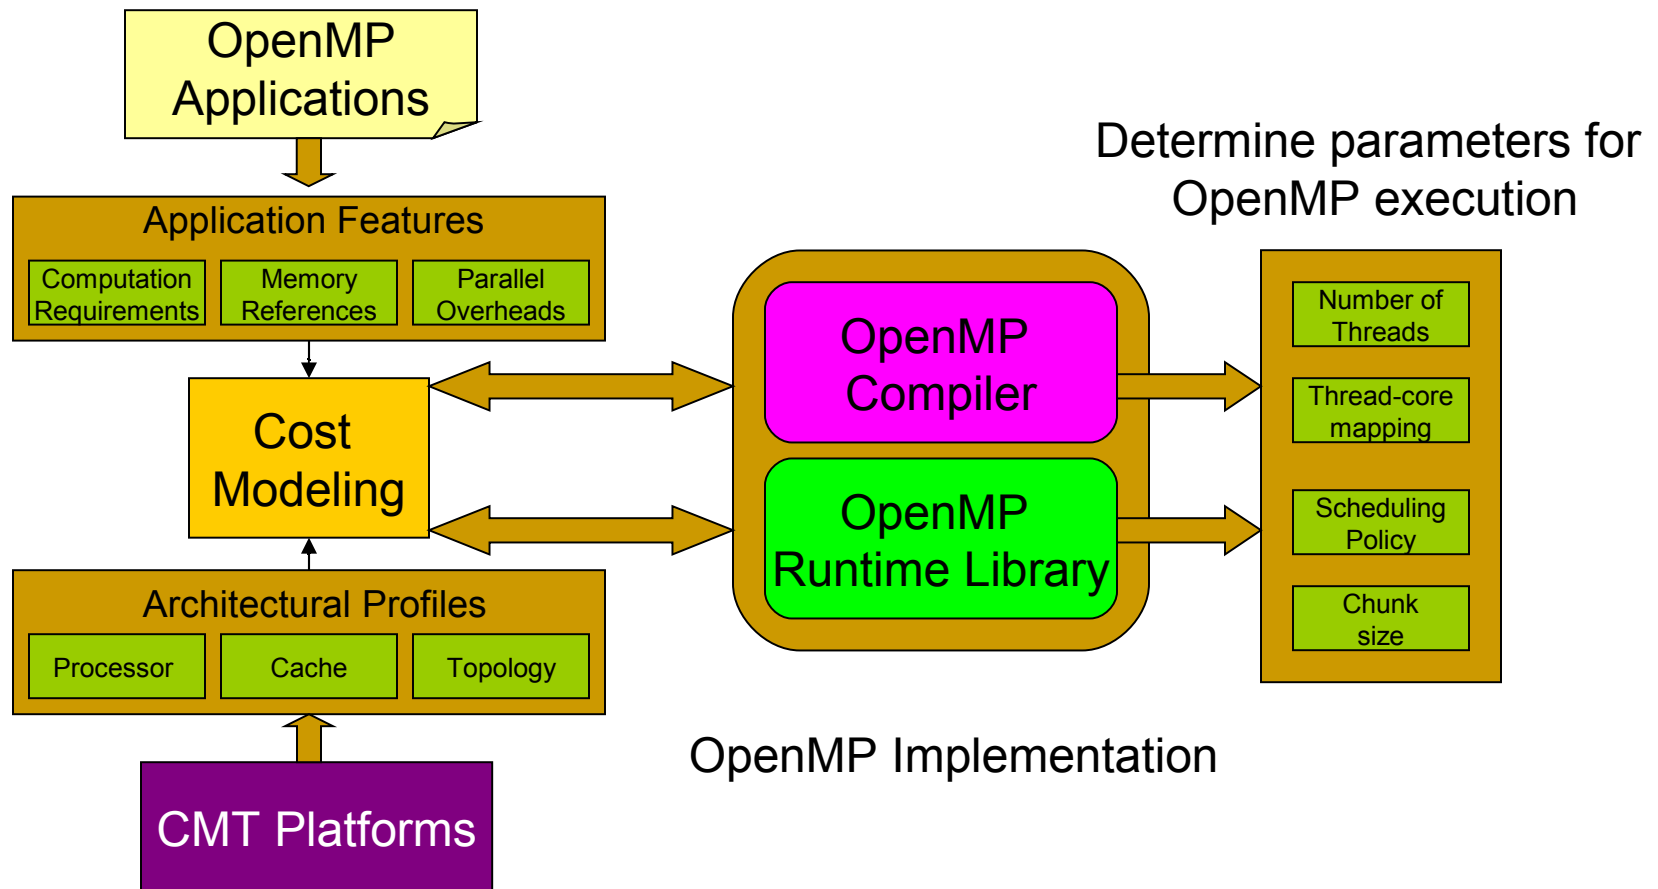 OpenMP
Applications
Application Features
Computation
Requirements
Memory
References
Parallel
Overheads
Cost
Modeling
Architectural Profiles
Processor
Cache
Topology
CMT Platforms
OpenMP
Compiler
OpenMP
Runtime Library
OpenMP Implementation
Determine parameters for
OpenMP execution
Number of
Threads
Thread-core
mapping
Scheduling
Policy
Chunk
size